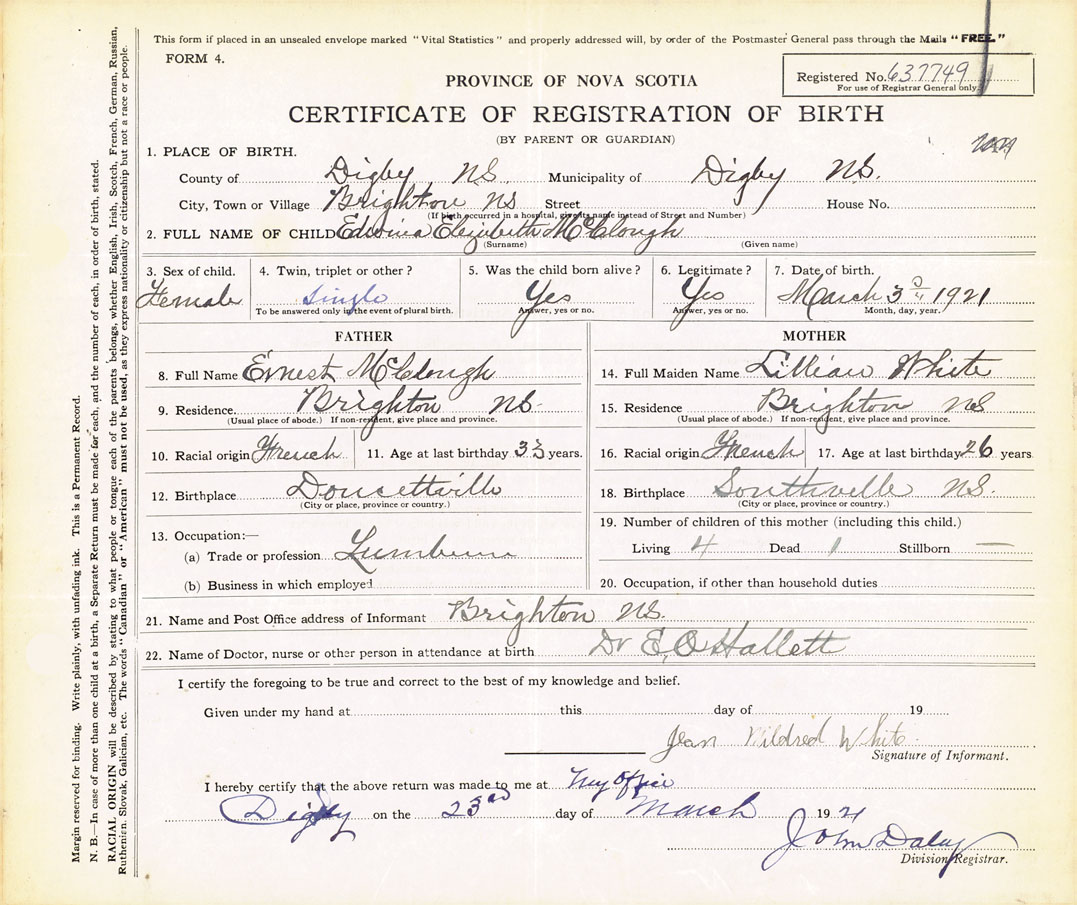 This form if placed in an unsealed envelope marked "Vital Statistics" and properly addressed will, by order of the Postmaster General pass through the Mails "FREE."
FORM 4.
Registered No. 637749
For use of Registrar General only.
PROVINCE OF NOVA SCOTIA
CERTIFICATE OF REGISTRATION OF BIRTH
(BY PARENT OR GUARDIAN)
1. PLACE OF BIRTH.
County of Digby NS Municipality of Digby NS.
City, Town or Village Brighton NS Street House No.
(If birth occurred in a hospital, give its name instead of Street and Number)
2. FULL NAME OF CHILD Edwina Elizabeth McClough
(Surname) (Given name)
3. Sex of child. 4. Twin, triplet or other? 5. Was the child born alive? 6. Legitimate? 7. Date of birth.
Female Single Yes Yes March 3 1921
To be answered only in the event of plural birth. Answer, yes or no. Answer, yes or no. Month, day, year.
FATHER MOTHER
8. Full Name Ernest McClough 14. Full Maiden Name Lillian White
9. Residence. Brighton NS. 15. Residence Brighton NS
(Usual place of abode.) If non-resident, give place and province. (Usual place of abode.) If non-resident, give place and province.
10. Racial origin French 11. Age at last birthday 33 years. 16. Racial origin French 17. Age at last birthday 26 years
12. Birthplace Doucettville 18. Birthplace Southville NS.
(City or place, province or country.) (City or place, province or country.)
13. Occupation:— 19. Number of children of this mother (including this child.)
(a) Trade or profession Living 4 Dead 1 Stillborn —
(b) Business in which employed 20. Occupation, if other than household duties
21. Name and Post Office address of Informant Brighton NS.
22. Name of Doctor, nurse or other person in attendance at birth Dr E, O Hallett
I certify the foregoing to be true and correct to the best of my knowledge and belief.
Given under my hand at this day of 19
Jean Mildred White.
Signature of Informant.
I hereby certify that the above return was made to me at My Office
Digby on the 23rd day of March 1921
John Daley
Division Registrar.
Margin reserved for binding. Write plainly, with unfading ink. This is a Permanent Record.
N. B.—In case of more than one child at a birth, a Separate Return must be made for each, and the number of each, in order of birth, stated.
RACIAL ORIGIN will be described by stating to what people or tongue each of the parents belongs, whether English, Irish, Scotch, French, German, Russian,
Ruthenian, Slovak, Galician, etc. The words "Canadian" or "American" must not be used, as they express nationality or citizenship but not a race or people.